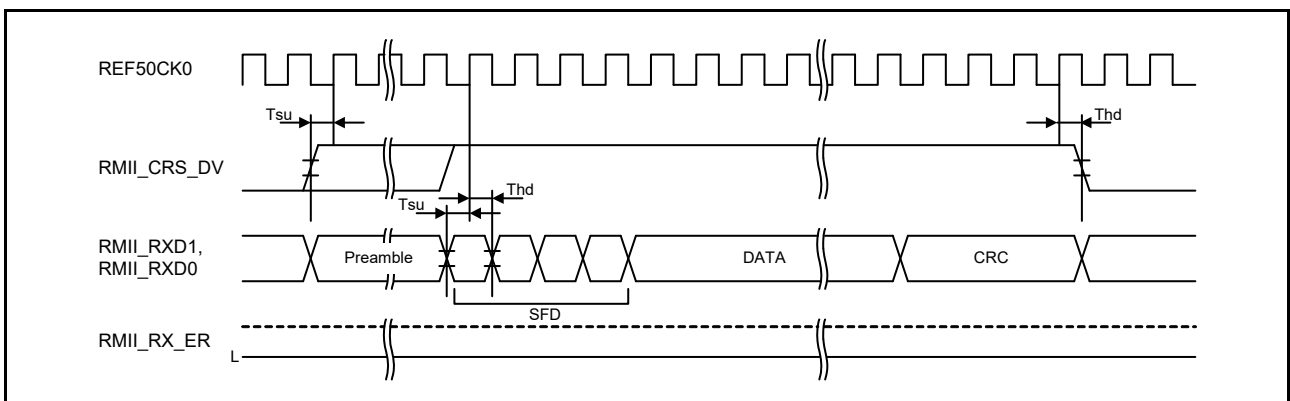 REF50CK0
Tsu
Thd
RMII_CRS_DV
Tsu
Thd
RMII_RXD1,
RMII_RXD0
Preamble
DATA
CRC
SFD
RMII_RX_ER
L